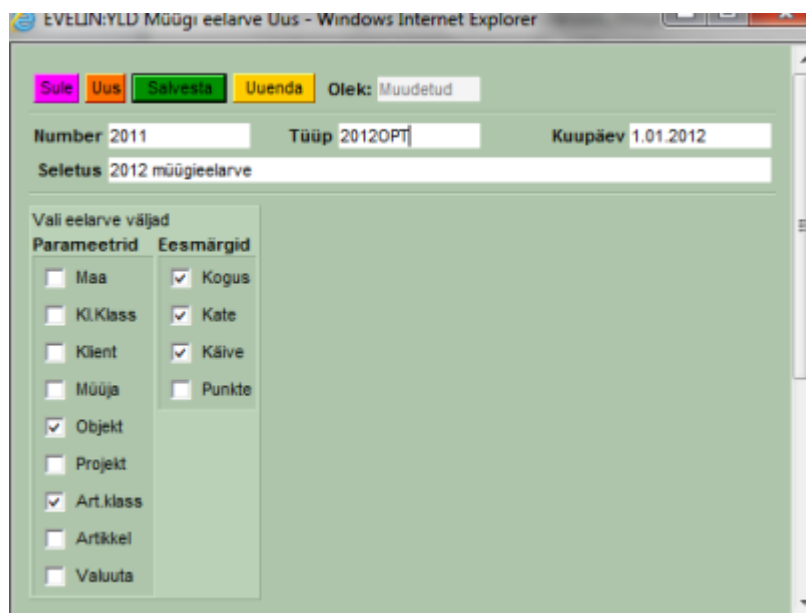 EVELIN:YLD Müügi eelarve Uus - Windows Internet Explorer
Sule Uus Salvesta Uuenda Olek: Muudetud
Number 2011 Tüüp 2012OPT Kuupäev 1.01.2012
Seletus 2012 müügieelarve
Vali eelarve väljad
Parameetrid Eesmärgid
Maa Kogus
Kl.Klass Kate
Klient Käive
Müüja Punkte
Objekt
Projekt
Art.klass
Artikkel
Valuuta